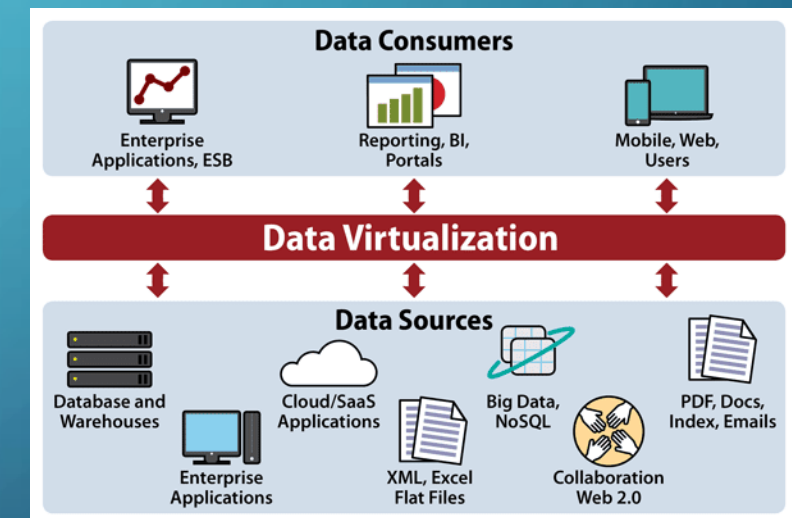 Data Consumers
Enterprise
Applications, ESB
Reporting, BI,
Portals
Mobile, Web,
Users
Data Virtualization
Data Sources
Database and
Warehouses
Enterprise
Applications
Cloud/SaaS
Applications
XML, Excel
Flat Files
Big Data,
NoSQL
Collaboration
Web 2.0
PDF, Docs,
Index, Emails